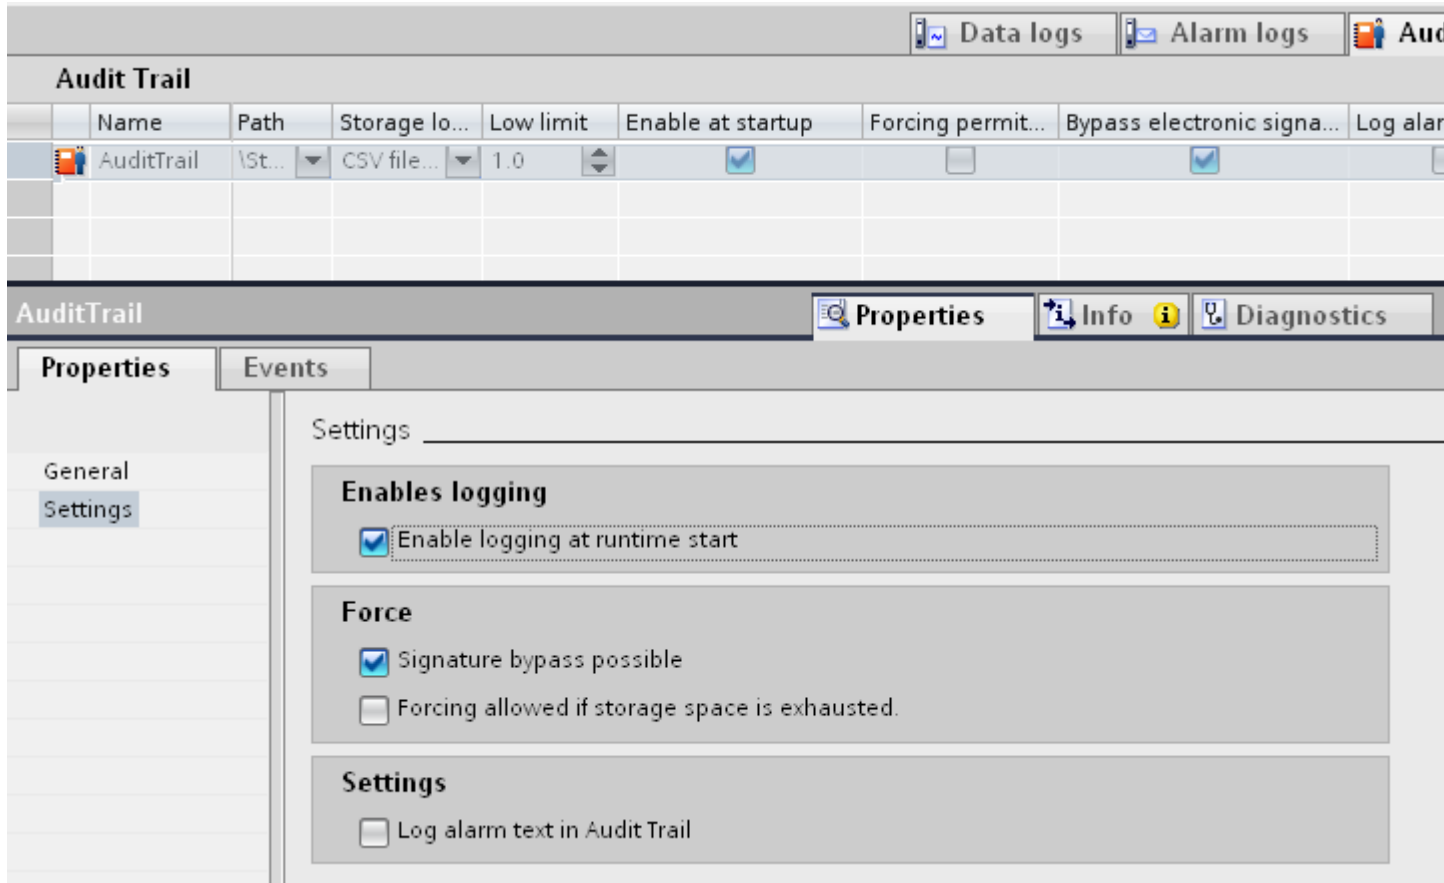 Data logs Alarm logs Aud
Audit Trail
Name Path Storage lo... Low limit Enable at startup Forcing permit... Bypass electronic signa... Log alar
AuditTrail \St... CSV file... 1.0
AuditTrail Properties Info Diagnostics
Properties Events
Settings
General
Settings
Enables logging
Enable logging at runtime start
Force
Signature bypass possible
Forcing allowed if storage space is exhausted.
Settings
Log alarm text in Audit Trail